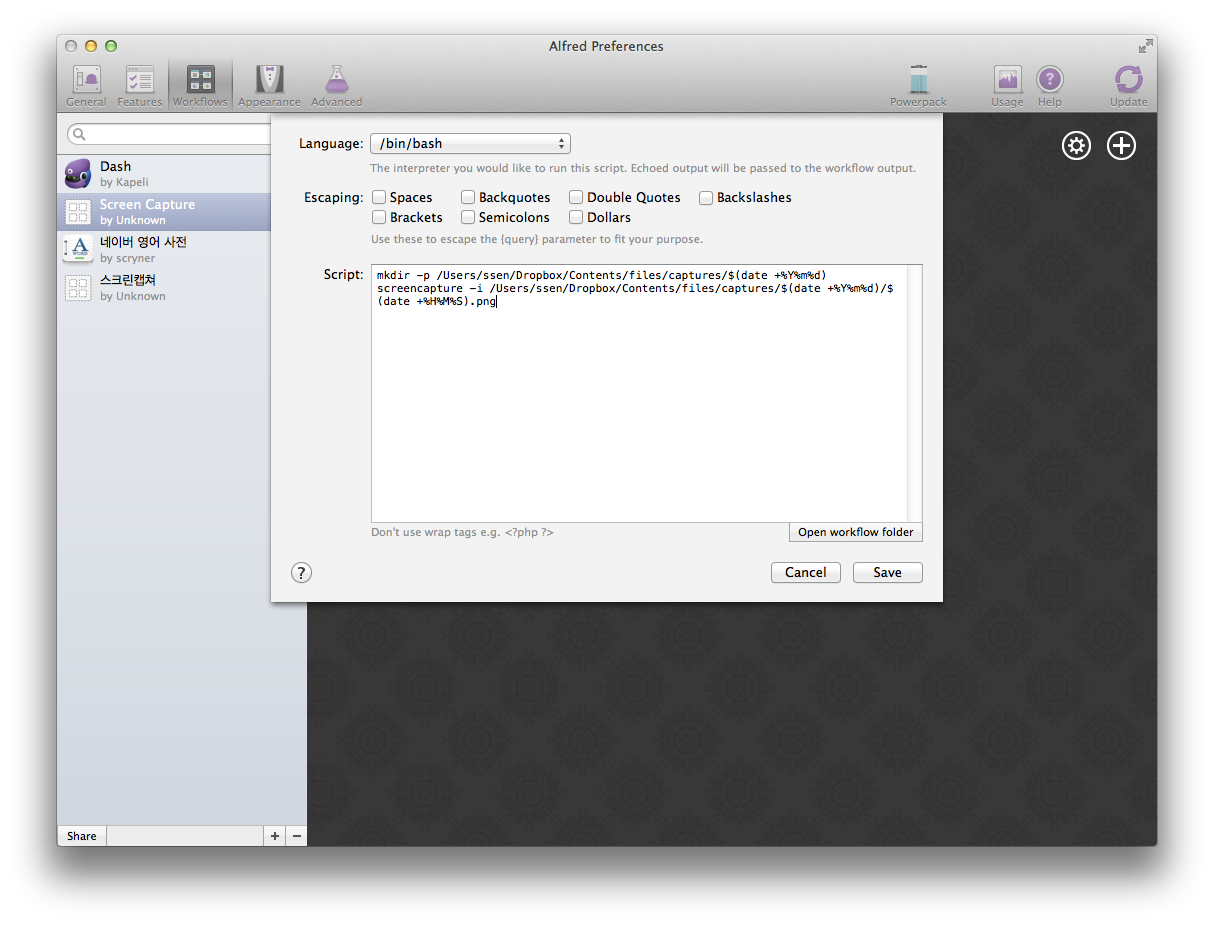 Alfred Preferences
General Features Workflows Appearance Advanced Powerpack Usage Help Update
Dash
by Kapeli
Screen Capture
by Unknown
네이버 영어 사전
by scryner
스크린캡쳐
by Unknown
Language: /bin/bash
The interpreter you would like to run this script. Echoed output will be passed to the workflow output.
Escaping: Spaces Backquotes Double Quotes Backslashes
Brackets Semicolons Dollars
Use these to escape the {query} parameter to fit your purpose.
Script: mkdir -p /Users/ssen/Dropbox/Contents/files/captures/$(date +%Y%m%d)
screencapture -i /Users/ssen/Dropbox/Contents/files/captures/$(date +%Y%m%d)/$
(date +%H%M%S).png
Don't use wrap tags e.g. <?php ?> Open workflow folder
? Cancel Save
Share + −